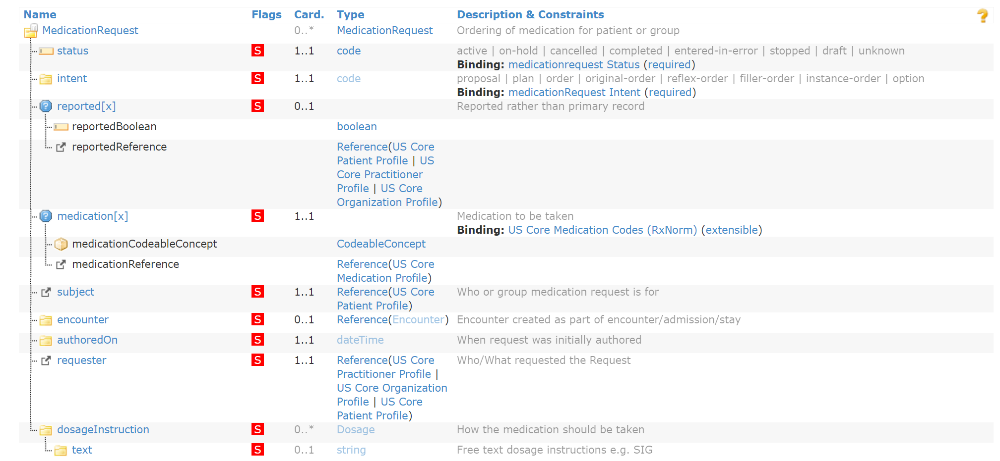 Name Flags Card. Type Description & Constraints
MedicationRequest 0..* MedicationRequest Ordering of medication for patient or group
status S 1..1 code active | on-hold | cancelled | completed | entered-in-error | stopped | draft | unknown
Binding: medicationrequest Status (required)
intent S 1..1 code proposal | plan | order | original-order | reflex-order | filler-order | instance-order | option
Binding: medicationRequest Intent (required)
reported[x] S 0..1 Reported rather than primary record
reportedBoolean boolean
reportedReference Reference(US Core
Patient Profile | US
Core Practitioner
Profile | US Core
Organization Profile)
medication[x] S 1..1 Medication to be taken
Binding: US Core Medication Codes (RxNorm) (extensible)
medicationCodeableConcept CodeableConcept
medicationReference Reference(US Core
Medication Profile)
subject S 1..1 Reference(US Core Who or group medication request is for
Patient Profile)
encounter S 0..1 Reference(Encounter) Encounter created as part of encounter/admission/stay
authoredOn S 1..1 dateTime When request was initially authored
requester S 1..1 Reference(US Core Who/What requested the Request
Practitioner Profile |
US Core Organization
Profile | US Core
Patient Profile)
dosageInstruction S 0..* Dosage How the medication should be taken
text S 0..1 string Free text dosage instructions e.g. SIG